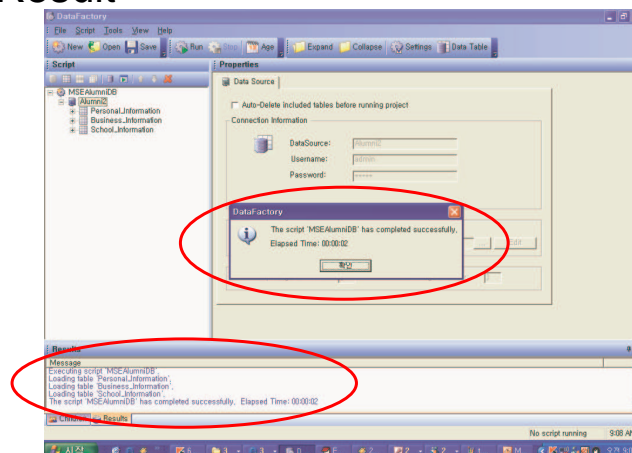 Result
DataFactory
File Script Tools View Help
New Open Save Run Stop Age Expand Collapse Settings Data Table
Script
Properties
MSEAlumniDB
Alumni2
Personal_Information
Business_Information
School_Information
Data Source
Auto-Delete included tables before running project
Connection Information
DataSource: Alumni2
Username: admin
Password:
DataFactory
The script 'MSEAlumniDB' has completed successfully.
Elapsed Time: 00:00:02
확인
... Edit
Results
Message
Executing script 'MSEAlumniDB'.
Loading table 'Personal_Information'.
Loading table 'Business_Information'.
Loading table 'School_Information'.
The script 'MSEAlumniDB' has completed successfully. Elapsed Time: 00:00:02
Children Results
No script running 9:08 AM
시작